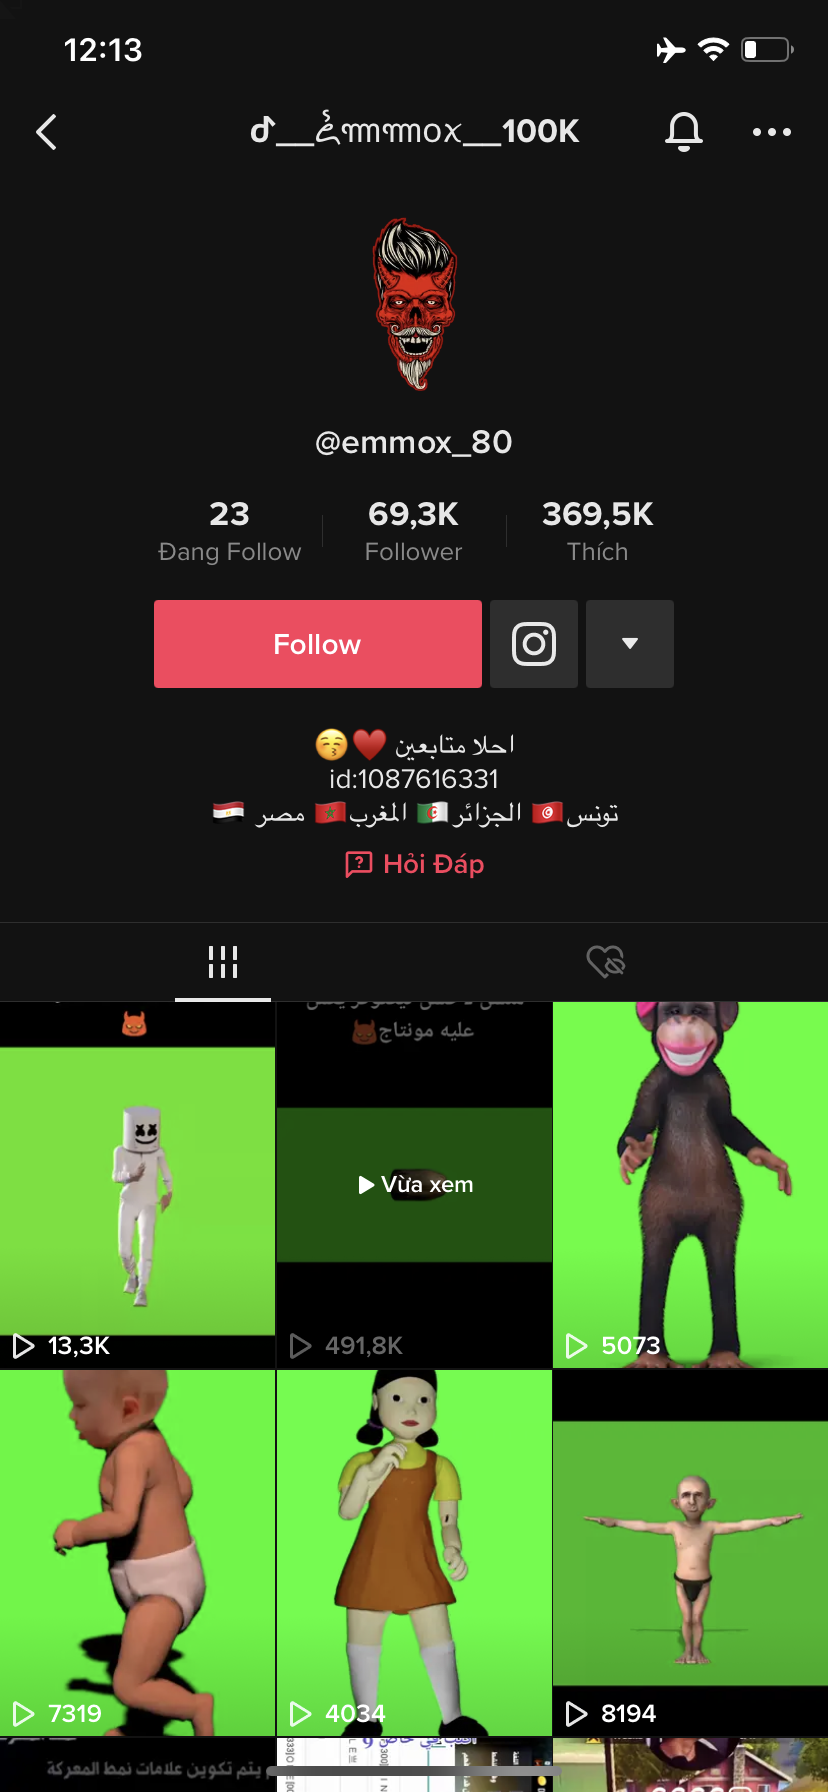 12:13
__100K
@emmox_80
23
69,3K
369,5K
Đang Follow
Follower
Thích
Follow
احلا متابعين ♥️😚
id:1087616331
تونس🇹🇳 الجزائر🇩🇿 المغرب🇲🇦 مصر 🇪🇬
Hỏi Đáp
عليه مونتاج👿
Vừa xem
13,3K
491,8K
5073
7319
4034
8194
يتم تكوين علامات نمط المعركة